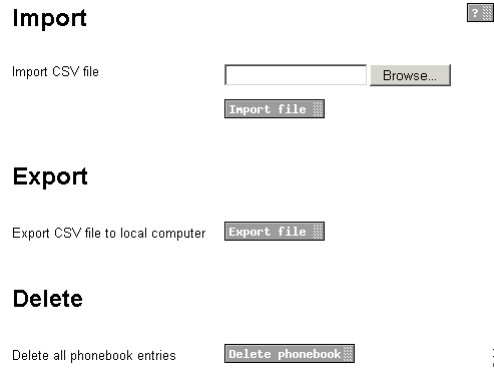 Import
?
Import CSV file
Browse...
Import file
Export
Export CSV file to local computer
Export file
Delete
Delete all phonebook entries
Delete phonebook